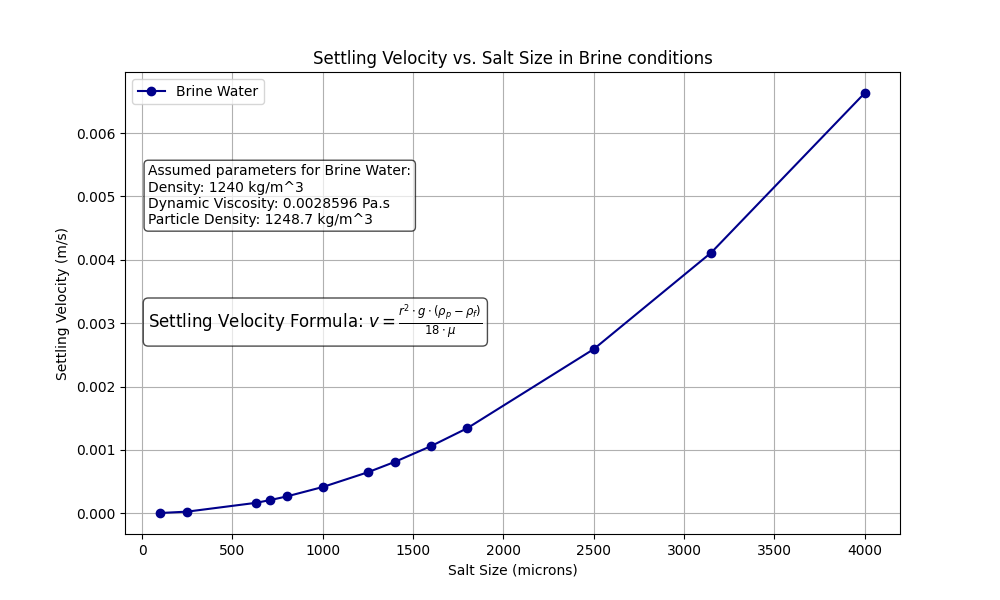 Settling Velocity vs. Salt Size in Brine conditions
Brine Water
Assumed parameters for Brine Water:
Density: 1240 kg/m^3
Dynamic Viscosity: 0.0028596 Pa.s
Particle Density: 1248.7 kg/m^3
Settling Velocity Formula: v = r² · g · (ρp − ρf) / 18 · μ
Settling Velocity (m/s)
0.006
0.005
0.004
0.003
0.002
0.001
0.000
0 500 1000 1500 2000 2500 3000 3500 4000
Salt Size (microns)